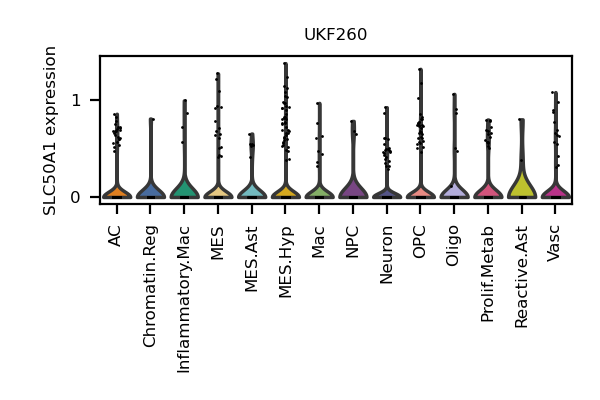 UKF260
SLC50A1 expression
1
0
AC
Chromatin.Reg
Inflammatory.Mac
MES
MES.Ast
MES.Hyp
Mac
NPC
Neuron
OPC
Oligo
Prolif.Metab
Reactive.Ast
Vasc